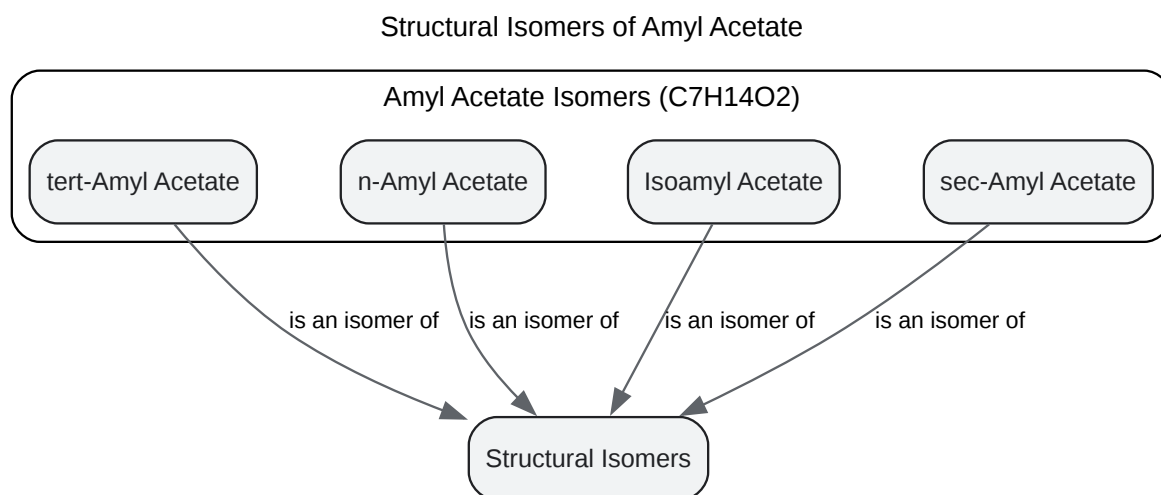 Structural Isomers of Amyl Acetate
Amyl Acetate Isomers (C7H14O2)
tert-Amyl Acetate
n-Amyl Acetate
Isoamyl Acetate
sec-Amyl Acetate
is an isomer of
is an isomer of
is an isomer of
is an isomer of
Structural Isomers